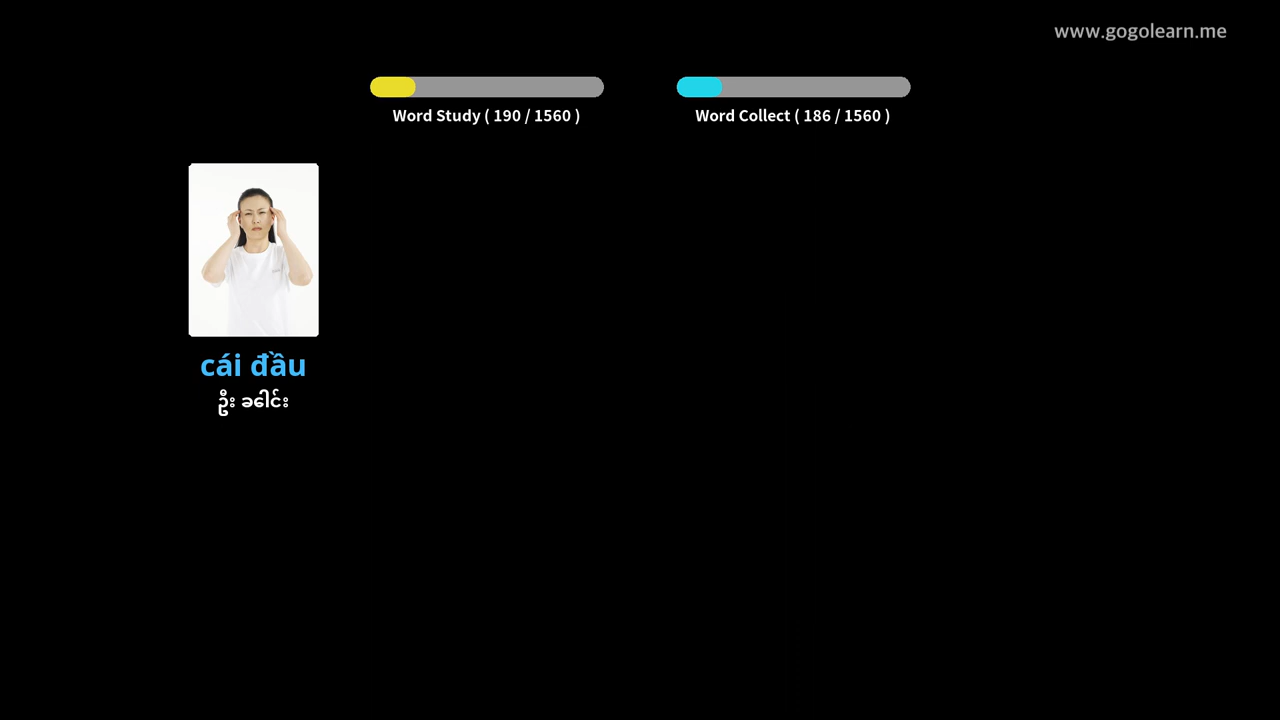 www.gogolearn.me
Word Study ( 190 / 1560 )
Word Collect ( 186 / 1560 )
cái đầu
ဦး ခေါင်း